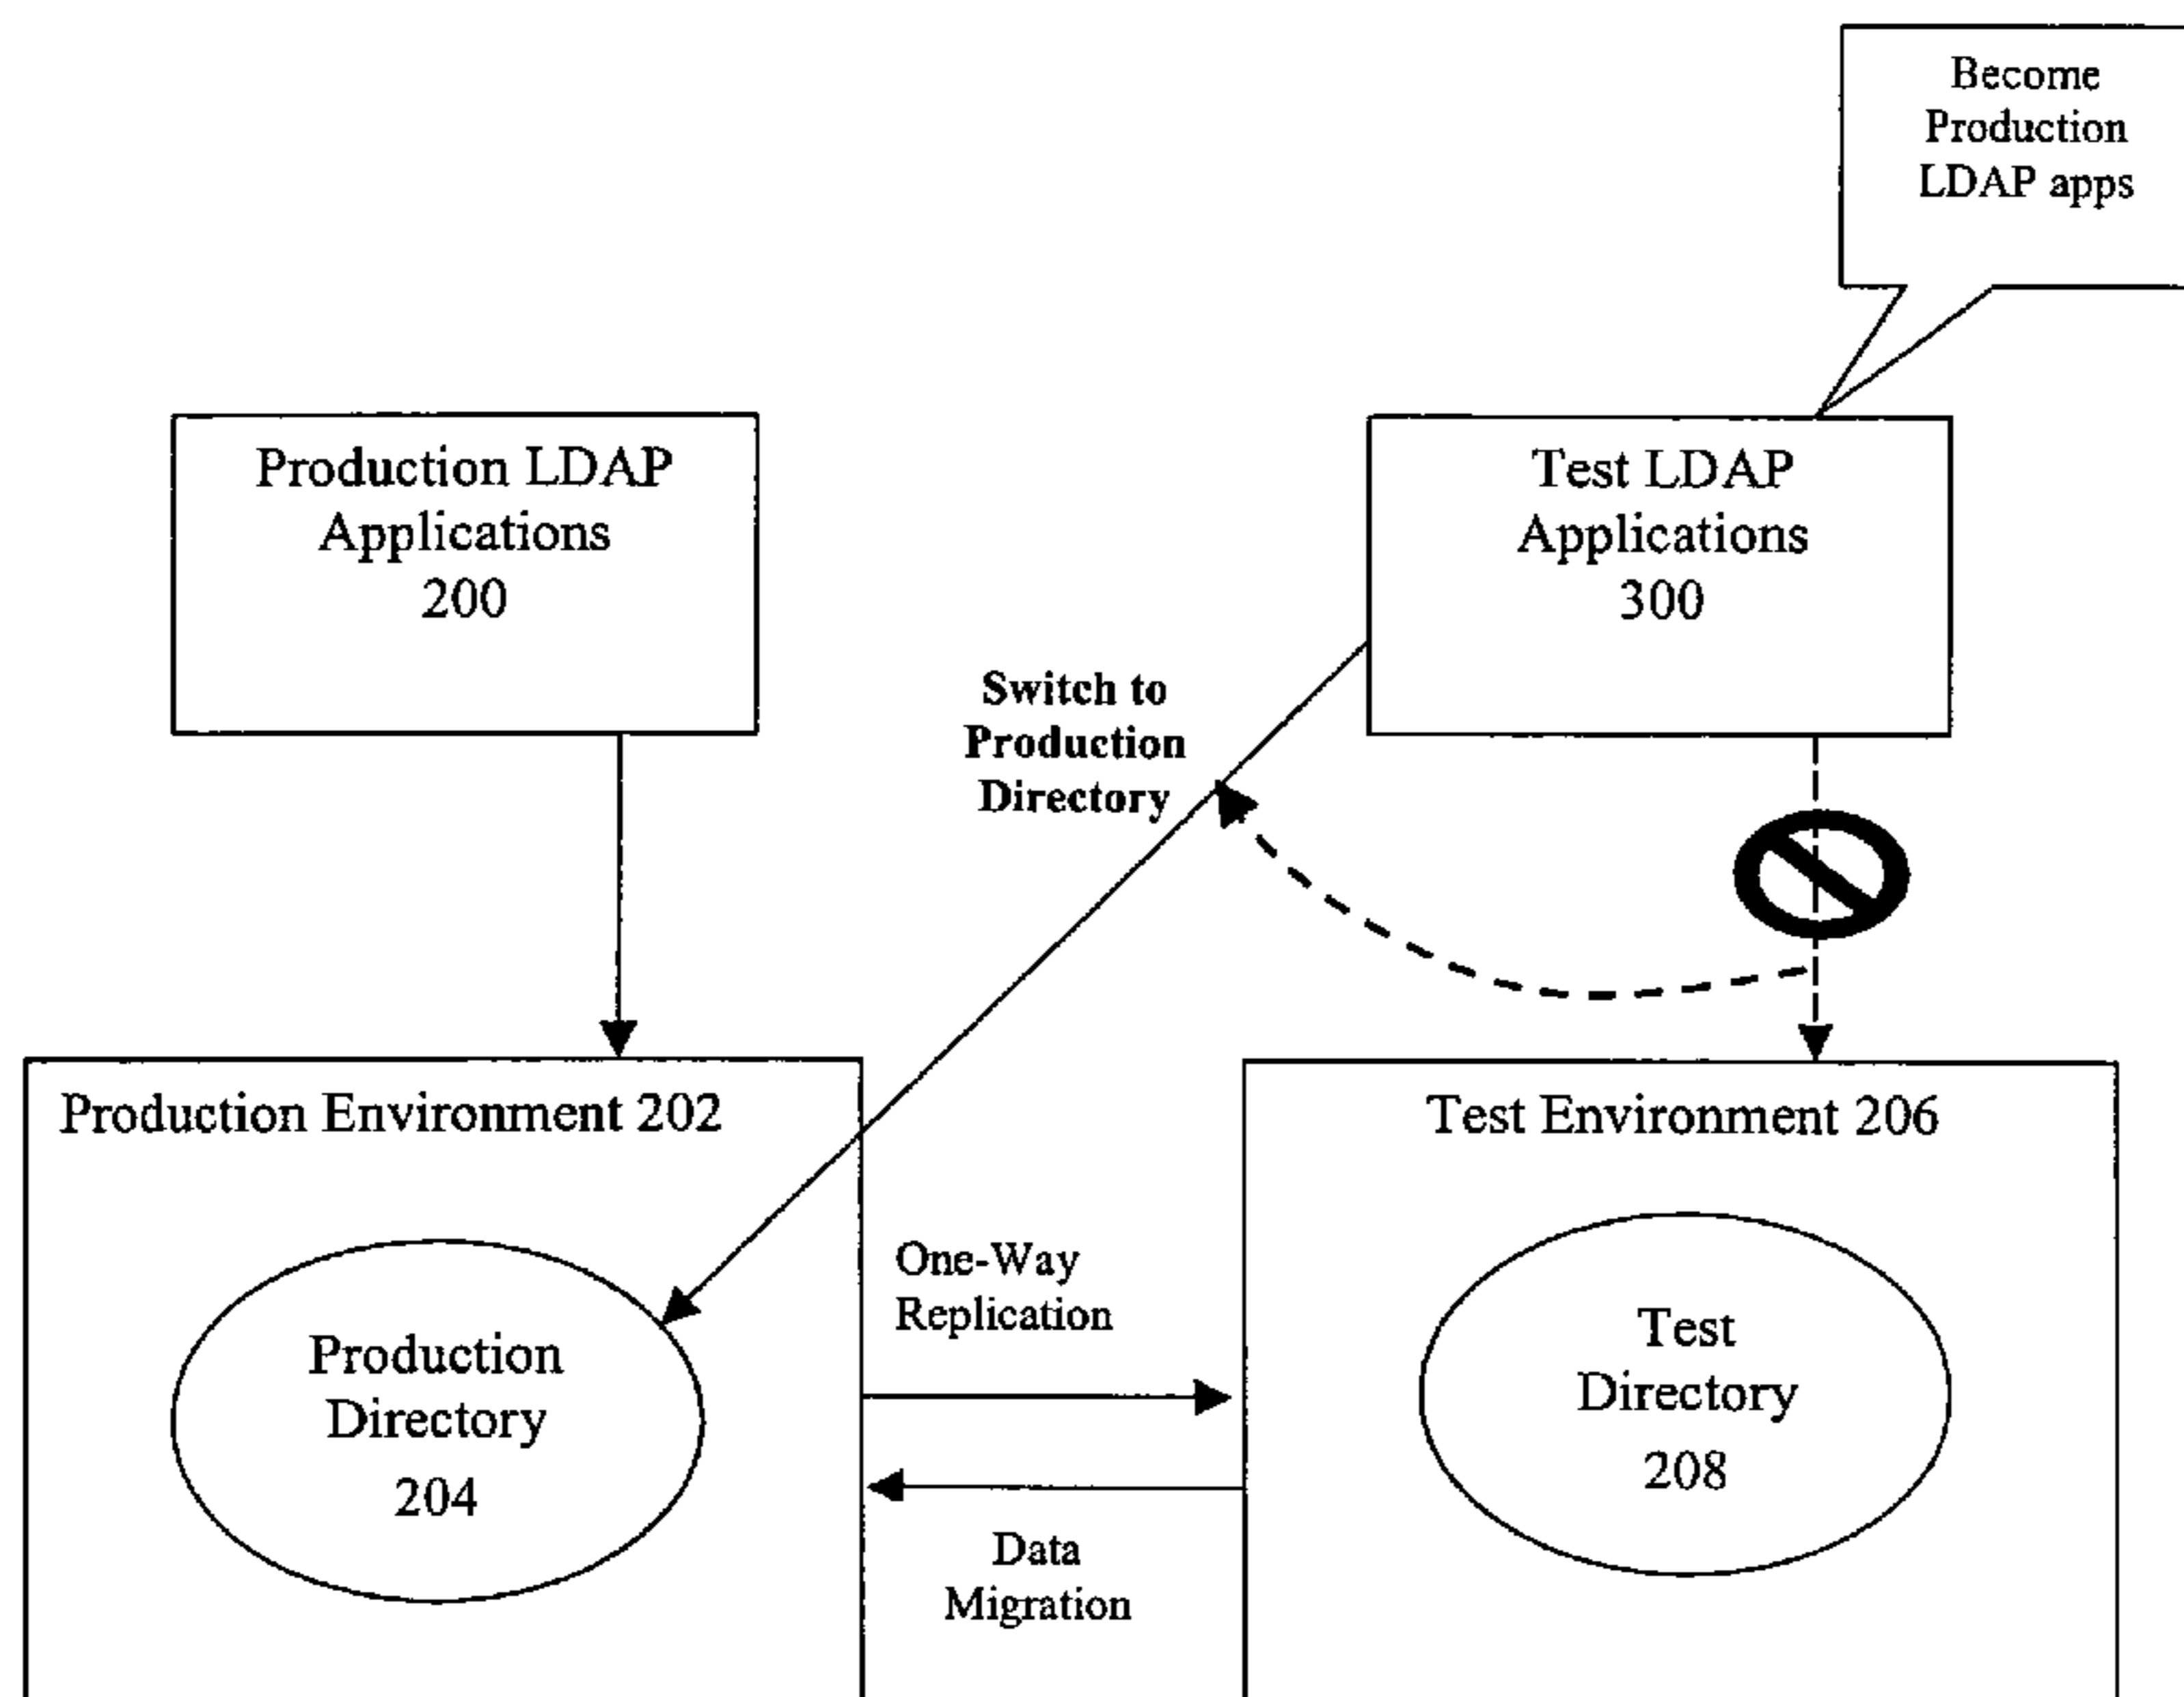 Become
Production
LDAP apps
Production LDAP
Applications
200
Test LDAP
Applications
300
Switch to
Production
Directory
Production Environment 202
Test Environment 206
One-Way
Replication
Production
Directory
204
Test
Directory
208
Data
Migration